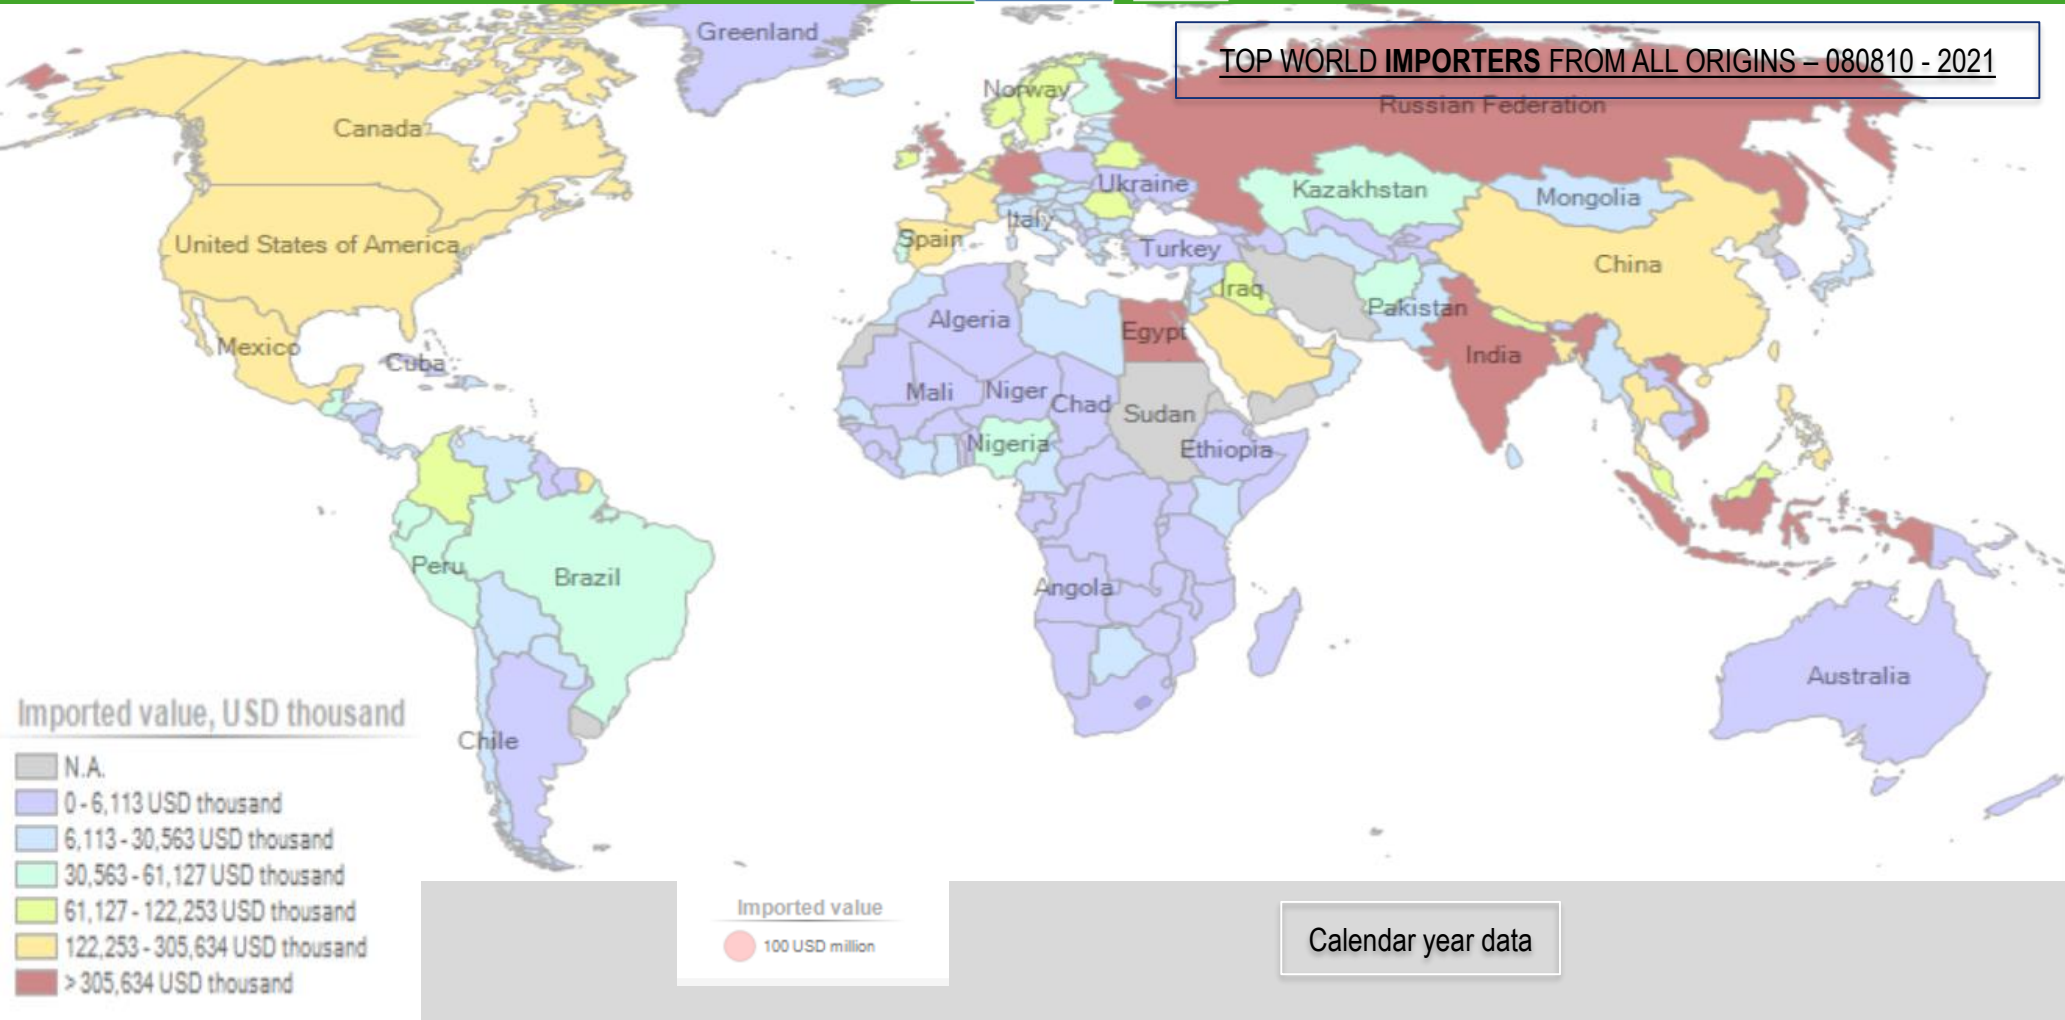 TOP WORLD IMPORTERS FROM ALL ORIGINS – 080810 - 2021
Greenland
Norway
Russian Federation
Canada
Ukraine
Kazakhstan
Mongolia
Italy
Spain
United States of America
Turkey
China
Iraq
Pakistan
Algeria
Egypt
Mexico
India
Cuba
Mali
Niger
Chad
Sudan
Nigeria
Ethiopia
Peru
Brazil
Angola
Australia
Chile
Imported value, USD thousand
N.A.
0 - 6,113 USD thousand
6,113 - 30,563 USD thousand
30,563 - 61,127 USD thousand
61,127 - 122,253 USD thousand
122,253 - 305,634 USD thousand
> 305,634 USD thousand
Imported value
100 USD million
Calendar year data